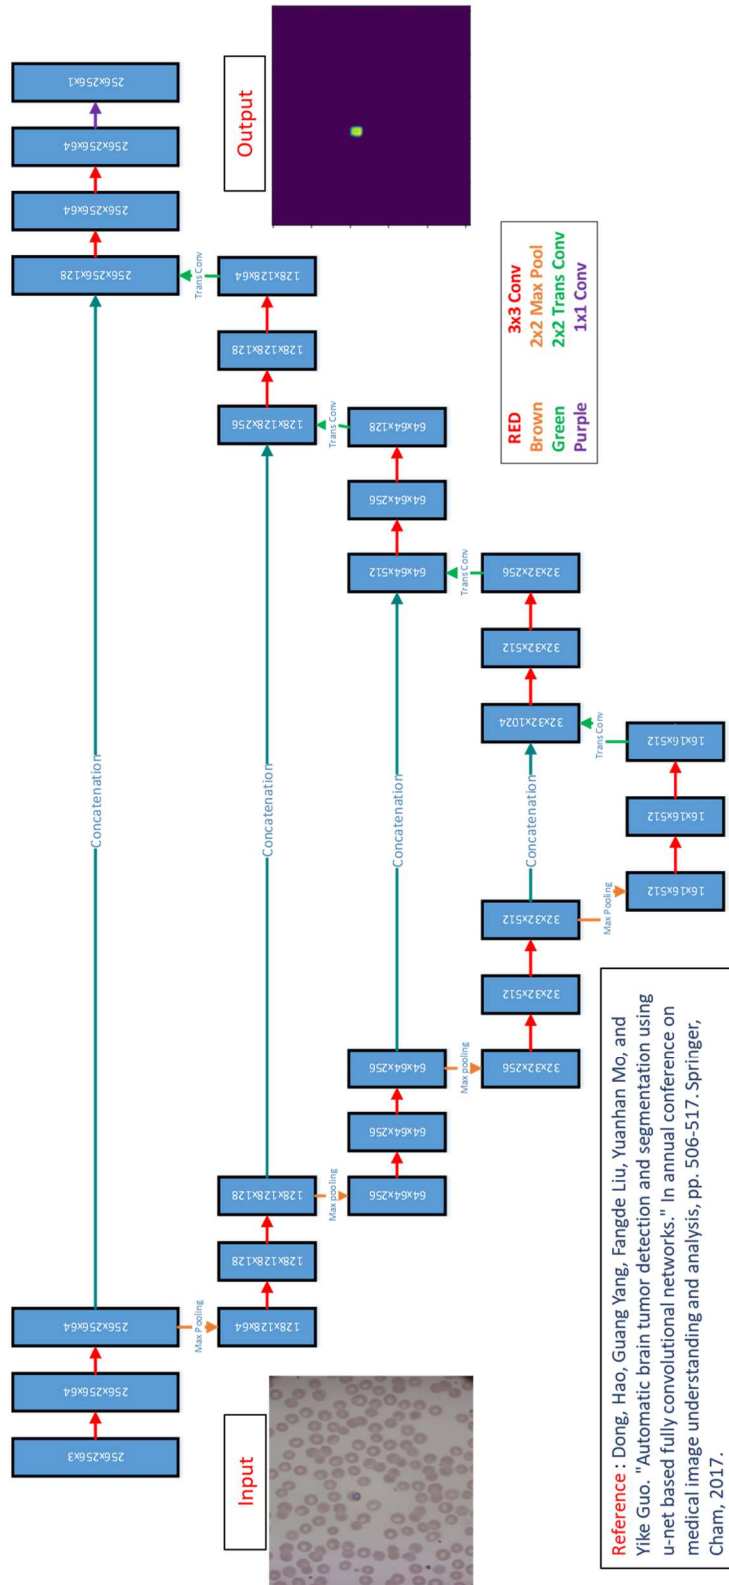 256x256x3
256x256x64
256x256x64
Concatenation
256x256x128
256x256x64
256x256x64
256x256x1
Max Pooling
Trans Conv
128x128x64
128x128x128
128x128x128
Concatenation
128x128x256
128x128x128
128x128x64
Max pooling
Trans Conv
64x64x256
64x64x256
64x64x256
Concatenation
64x64x512
64x64x256
64x64x128
Max pooling
Trans Conv
32x32x256
32x32x512
32x32x512
Concatenation
32x32x1024
32x32x512
32x32x256
Max Pooling
Trans Conv
16x16x512
16x16x512
16x16x512
Input
Output
RED 3x3 Conv
Brown 2x2 Max Pool
Green 2x2 Trans Conv
Purple 1x1 Conv
Reference : Dong, Hao, Guang Yang, Fangde Liu, Yuanhan Mo, and
Yike Guo. "Automatic brain tumor detection and segmentation using
u-net based fully convolutional networks." In annual conference on
medical image understanding and analysis, pp. 506-517. Springer,
Cham, 2017.